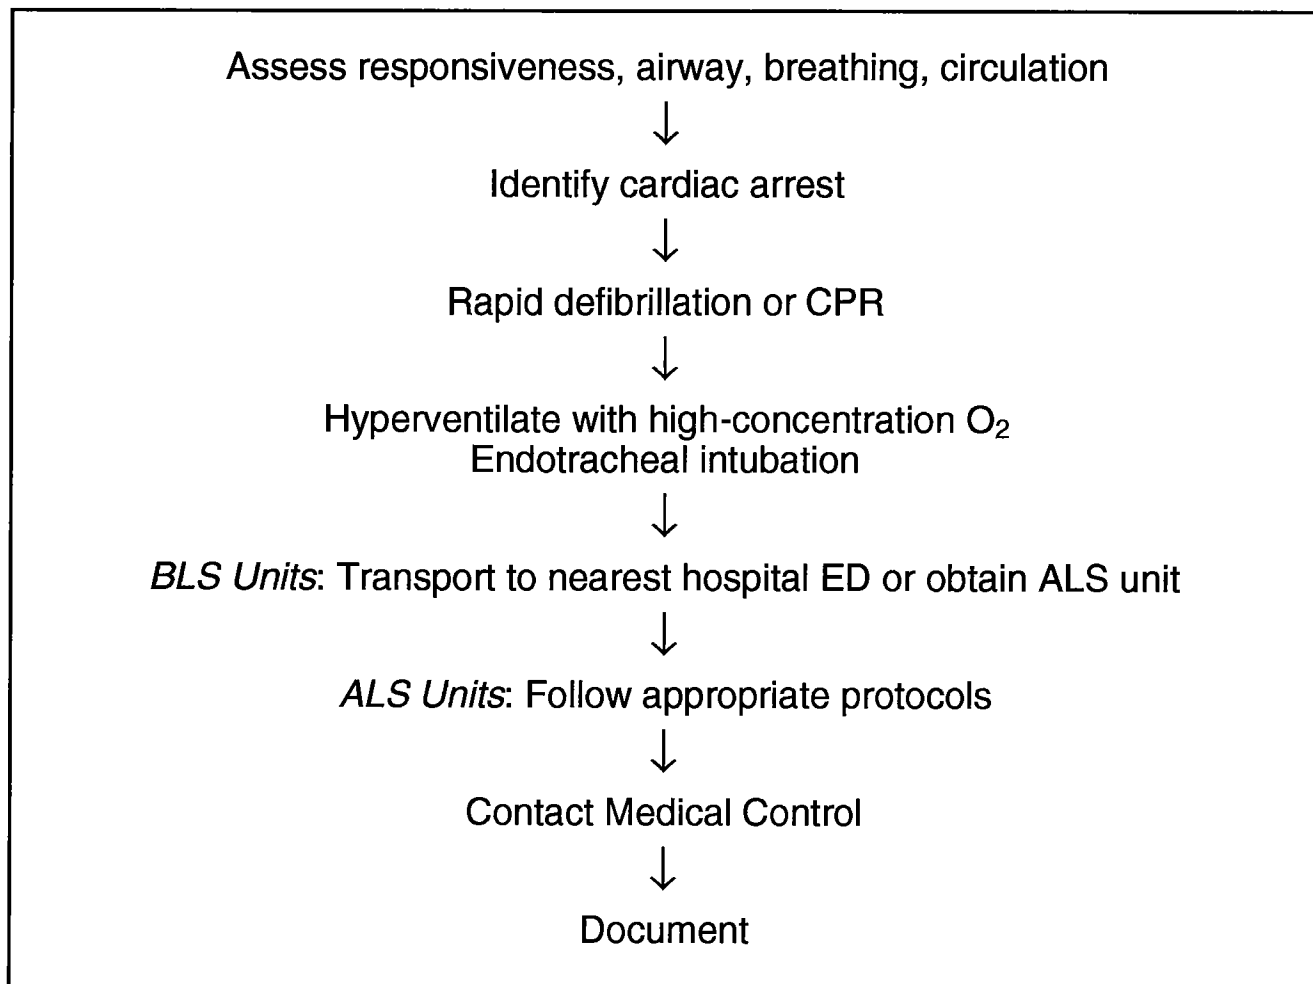 Assess responsiveness, airway, breathing, circulation
↓
Identify cardiac arrest
↓
Rapid defibrillation or CPR
↓
Hyperventilate with high-concentration O₂
Endotracheal intubation
↓
BLS Units: Transport to nearest hospital ED or obtain ALS unit
↓
ALS Units: Follow appropriate protocols
↓
Contact Medical Control
↓
Document